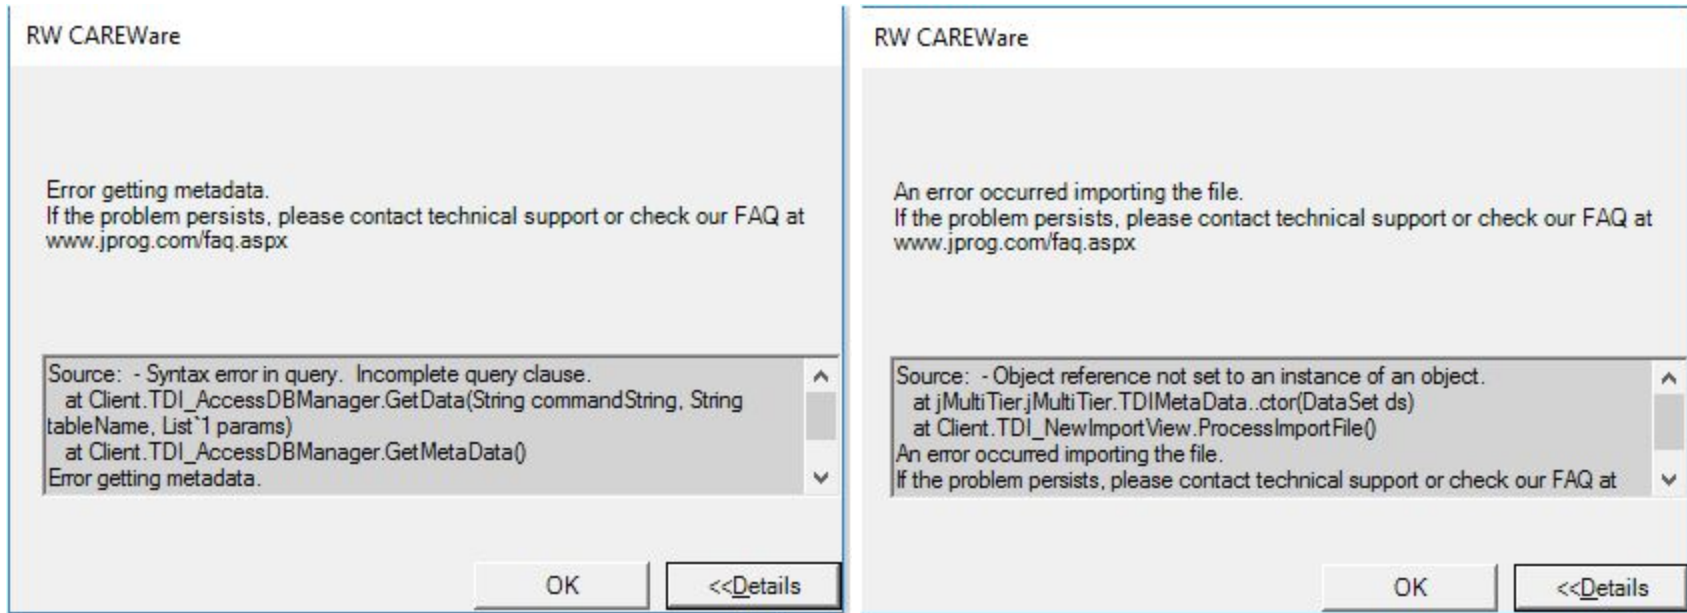 RW CAREWare
Error getting metadata.
If the problem persists, please contact technical support or check our FAQ at
www.jprog.com/faq.aspx
Source:  - Syntax error in query.  Incomplete query clause.
at Client.TDI_AccessDBManager.GetData(String commandString, String
tableName, List`1 params)
at Client.TDI_AccessDBManager.GetMetaData()
Error getting metadata.
OK
<<Details
RW CAREWare
An error occurred importing the file.
If the problem persists, please contact technical support or check our FAQ at
www.jprog.com/faq.aspx
Source:  - Object reference not set to an instance of an object.
at jMultiTier.jMultiTier.TDIMetaData..ctor(DataSet ds)
at Client.TDI_NewImportView.ProcessImportFile()
An error occurred importing the file.
If the problem persists, please contact technical support or check our FAQ at
OK
<<Details